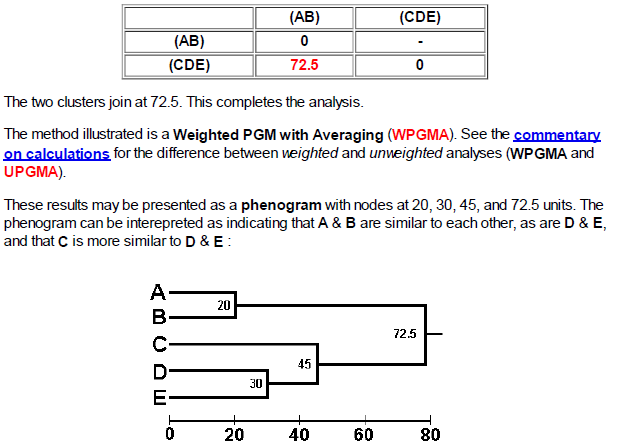 (AB) (CDE)
(AB) 0 -
(CDE) 72.5 0
The two clusters join at 72.5. This completes the analysis.
The method illustrated is a Weighted PGM with Averaging (WPGMA). See the commentary
on calculations for the difference between weighted and unweighted analyses (WPGMA and
UPGMA).
These results may be presented as a phenogram with nodes at 20, 30, 45, and 72.5 units. The
phenogram can be interepreted as indicating that A & B are similar to each other, as are D & E,
and that C is more similar to D & E :
A
20
B
72.5
C
45
D
30
E
0 20 40 60 80